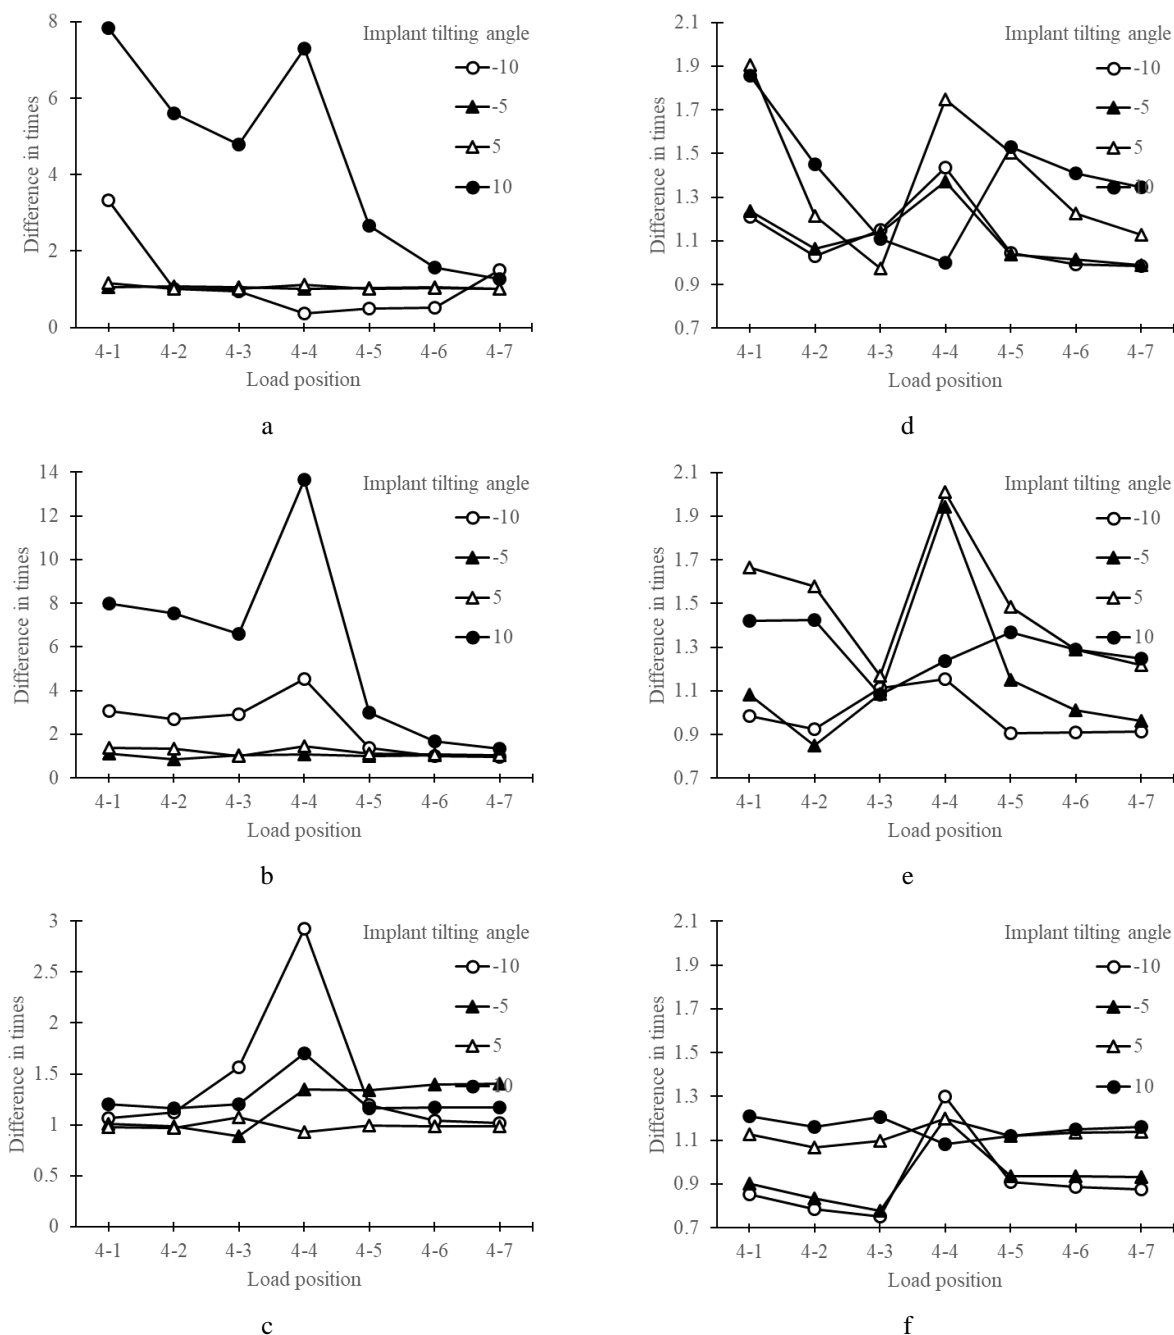 Difference in times
8
6
4
2
0
Implant tilting angle
-10
-5
5
10
4-1 4-2 4-3 4-4 4-5 4-6 4-7
Load position
a
Difference in times
2.1
1.9
1.7
1.5
1.3
1.1
0.9
0.7
Implant tilting angle
-10
-5
5
10
4-1 4-2 4-3 4-4 4-5 4-6 4-7
Load position
d
Difference in times
14
12
10
8
6
4
2
0
Implant tilting angle
-10
-5
5
10
4-1 4-2 4-3 4-4 4-5 4-6 4-7
Load position
b
Difference in times
2.1
1.9
1.7
1.5
1.3
1.1
0.9
0.7
Implant tilting angle
-10
-5
5
10
4-1 4-2 4-3 4-4 4-5 4-6 4-7
Load position
e
Difference in times
3
2.5
2
1.5
1
0.5
0
Implant tilting angle
-10
-5
5
10
4-1 4-2 4-3 4-4 4-5 4-6 4-7
Load position
c
Difference in times
2.1
1.9
1.7
1.5
1.3
1.1
0.9
0.7
Implant tilting angle
-10
-5
5
10
4-1 4-2 4-3 4-4 4-5 4-6 4-7
Load position
f